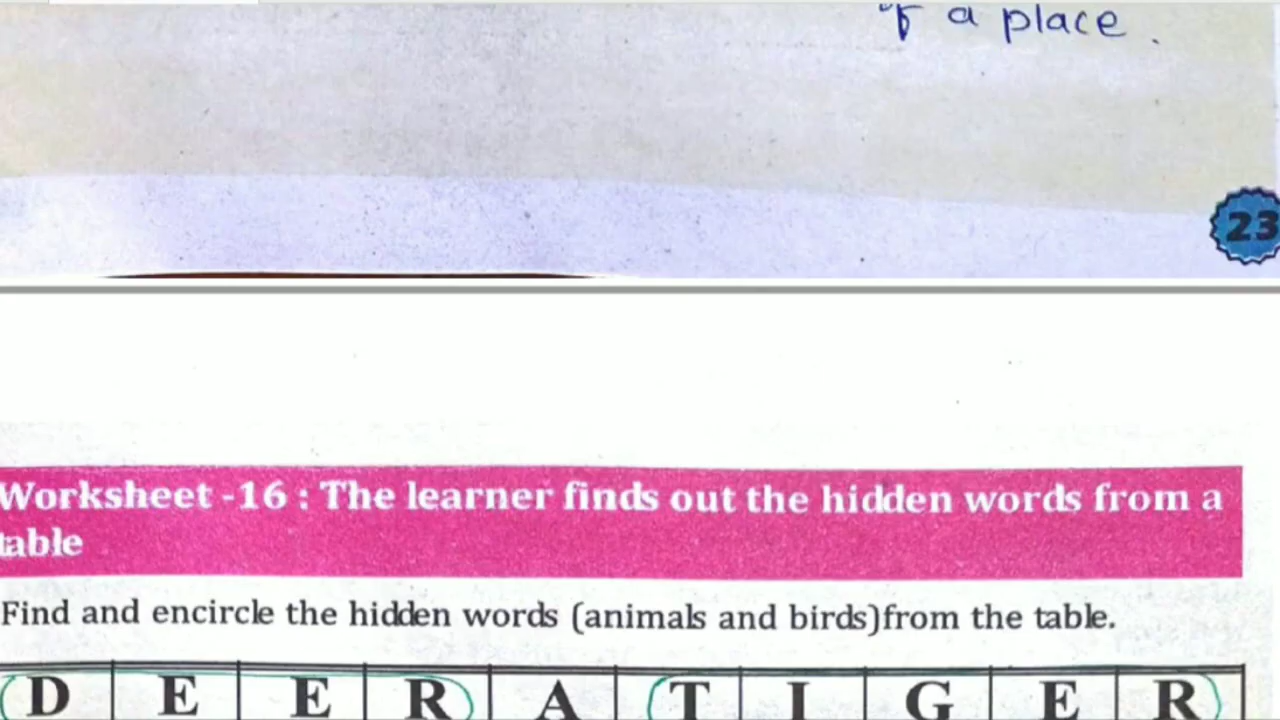 of a place.
23
Worksheet -16 : The learner finds out the hidden words from a
table
Find and encircle the hidden words (animals and birds)from the table.
D E E R A T I G E R